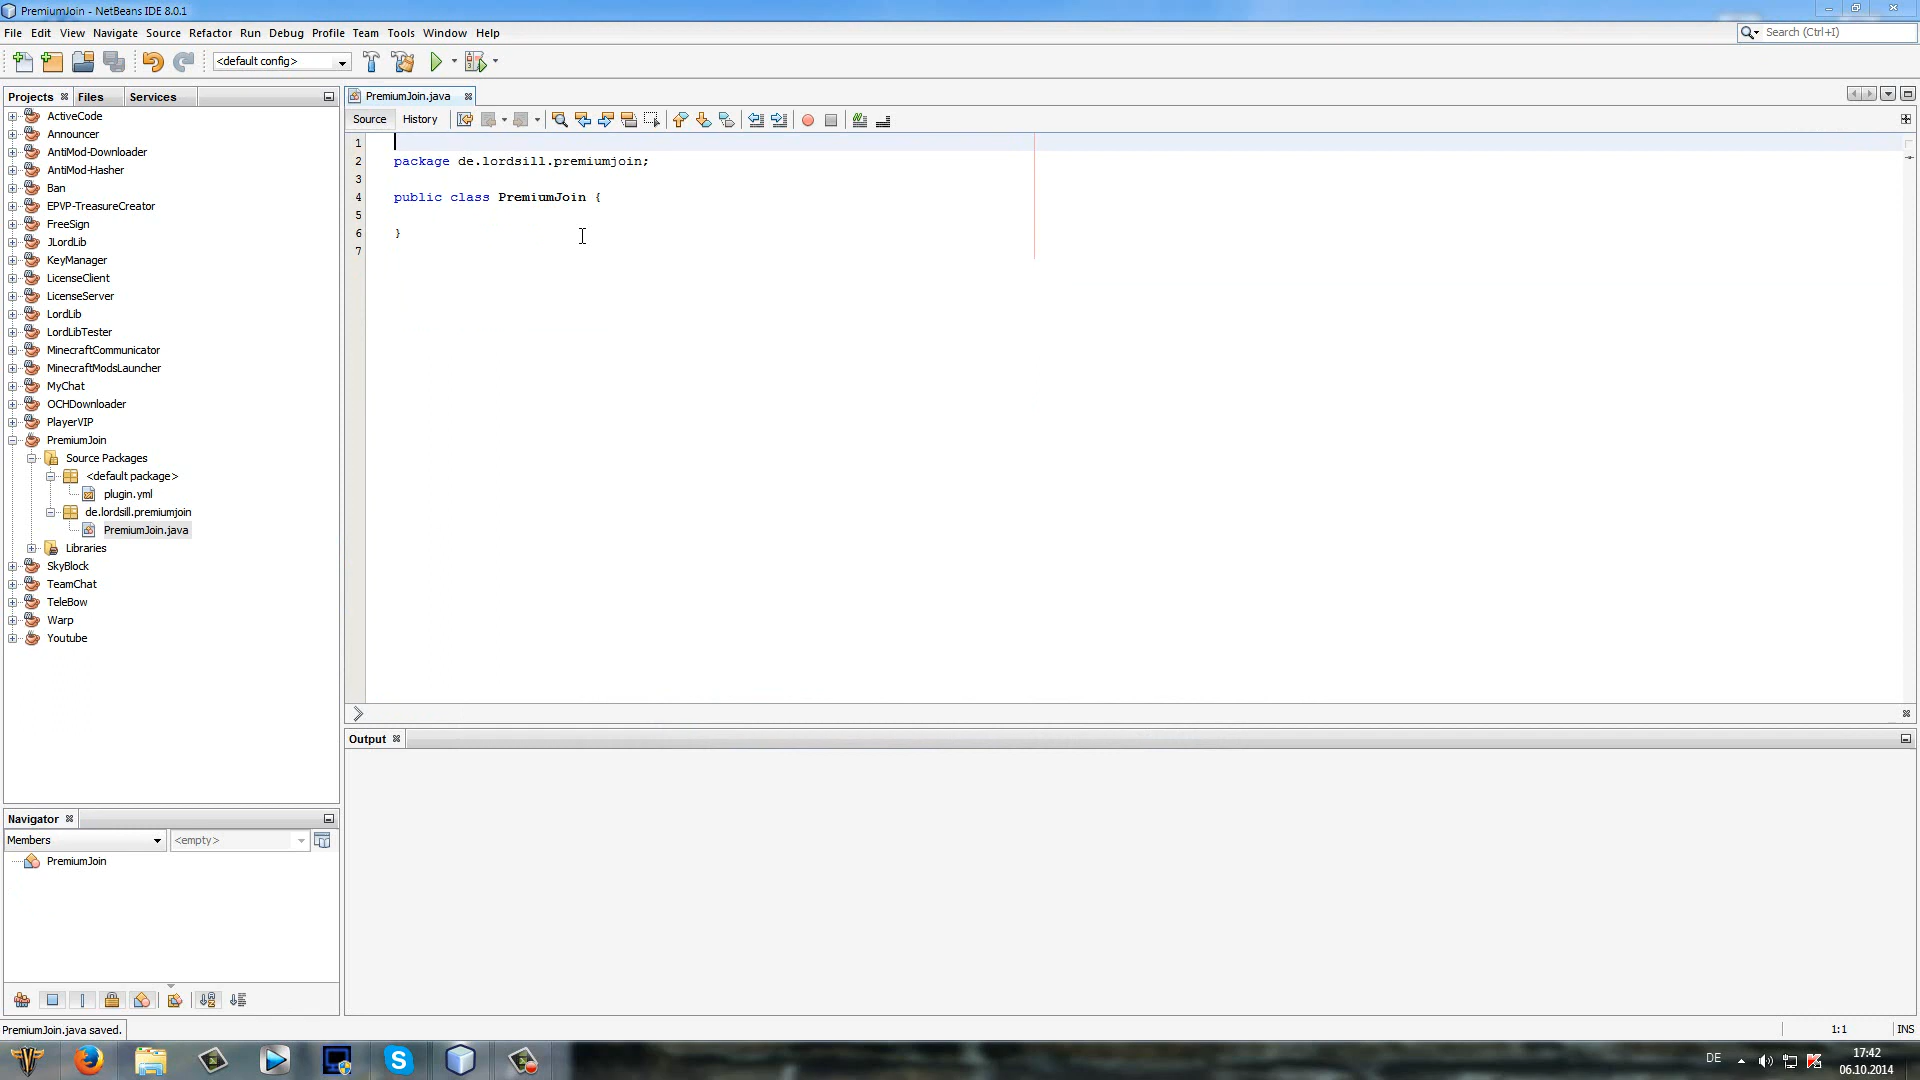 PremiumJoin - NetBeans IDE 8.0.1
File Edit View Navigate Source Refactor Run Debug Profile Team Tools Window Help
Search (Ctrl+I)
<default config>
Projects Files Services
PremiumJoin.java
Source History
ActiveCode
Announcer
AntiMod-Downloader
AntiMod-Hasher
Ban
EPVP-TreasureCreator
FreeSign
JLordLib
KeyManager
LicenseClient
LicenseServer
LordLib
LordLibTester
MinecraftCommunicator
MinecraftModsLauncher
MyChat
OCHDownloader
PlayerVIP
PremiumJoin
Source Packages
<default package>
plugin.yml
de.lordsill.premiumjoin
PremiumJoin.java
Libraries
SkyBlock
TeamChat
TeleBow
Warp
Youtube
1
2 package de.lordsill.premiumjoin;
3
4 public class PremiumJoin {
5
6 }
7
Output
Navigator
Members <empty>
PremiumJoin
PremiumJoin.java saved.
1:1 INS
DE
17:42
06.10.2014